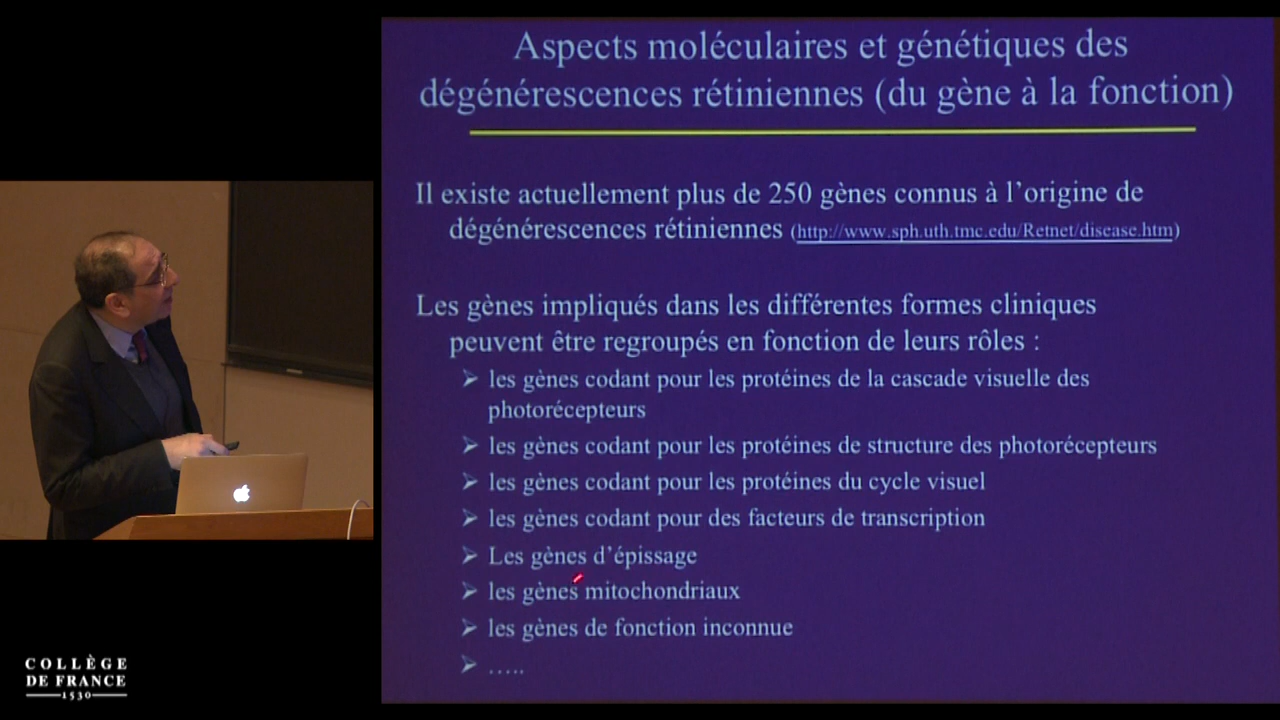 Aspects moléculaires et génétiques des
dégénérescences rétiniennes (du gène à la fonction)
Il existe actuellement plus de 250 gènes connus à l'origine de
dégénérescences rétiniennes (http://www.sph.uth.tmc.edu/Retnet/disease.htm)
Les gènes impliqués dans les différentes formes cliniques
peuvent être regroupés en fonction de leurs rôles :
➢ les gènes codant pour les protéines de la cascade visuelle des
photorécepteurs
➢ les gènes codant pour les protéines de structure des photorécepteurs
➢ les gènes codant pour les protéines du cycle visuel
➢ les gènes codant pour des facteurs de transcription
➢ Les gènes d'épissage
➢ les gènes mitochondriaux
➢ les gènes de fonction inconnue
➢ …..
COLLÈGE
DE FRANCE
1530